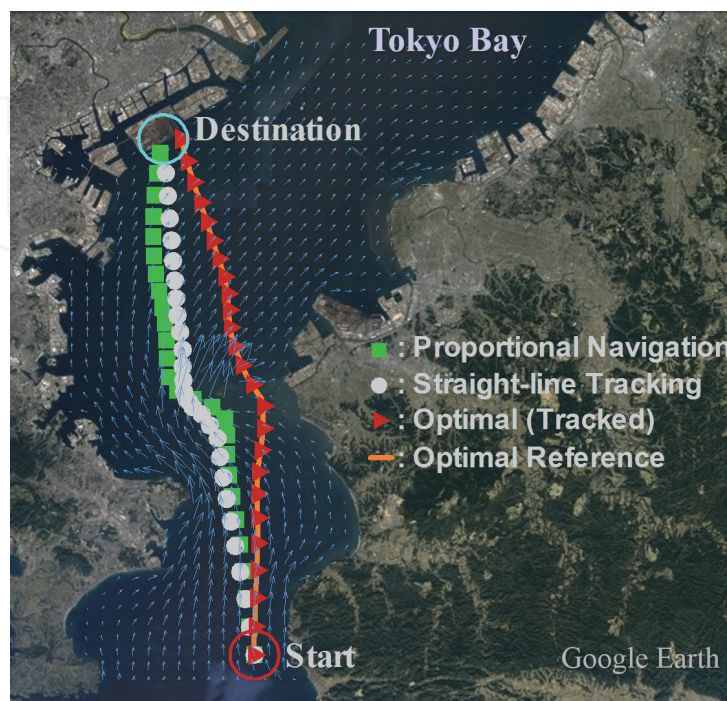 Tokyo Bay
Destination
: Proportional Navigation
: Straight-line Tracking
: Optimal (Tracked)
: Optimal Reference
Start
Google Earth